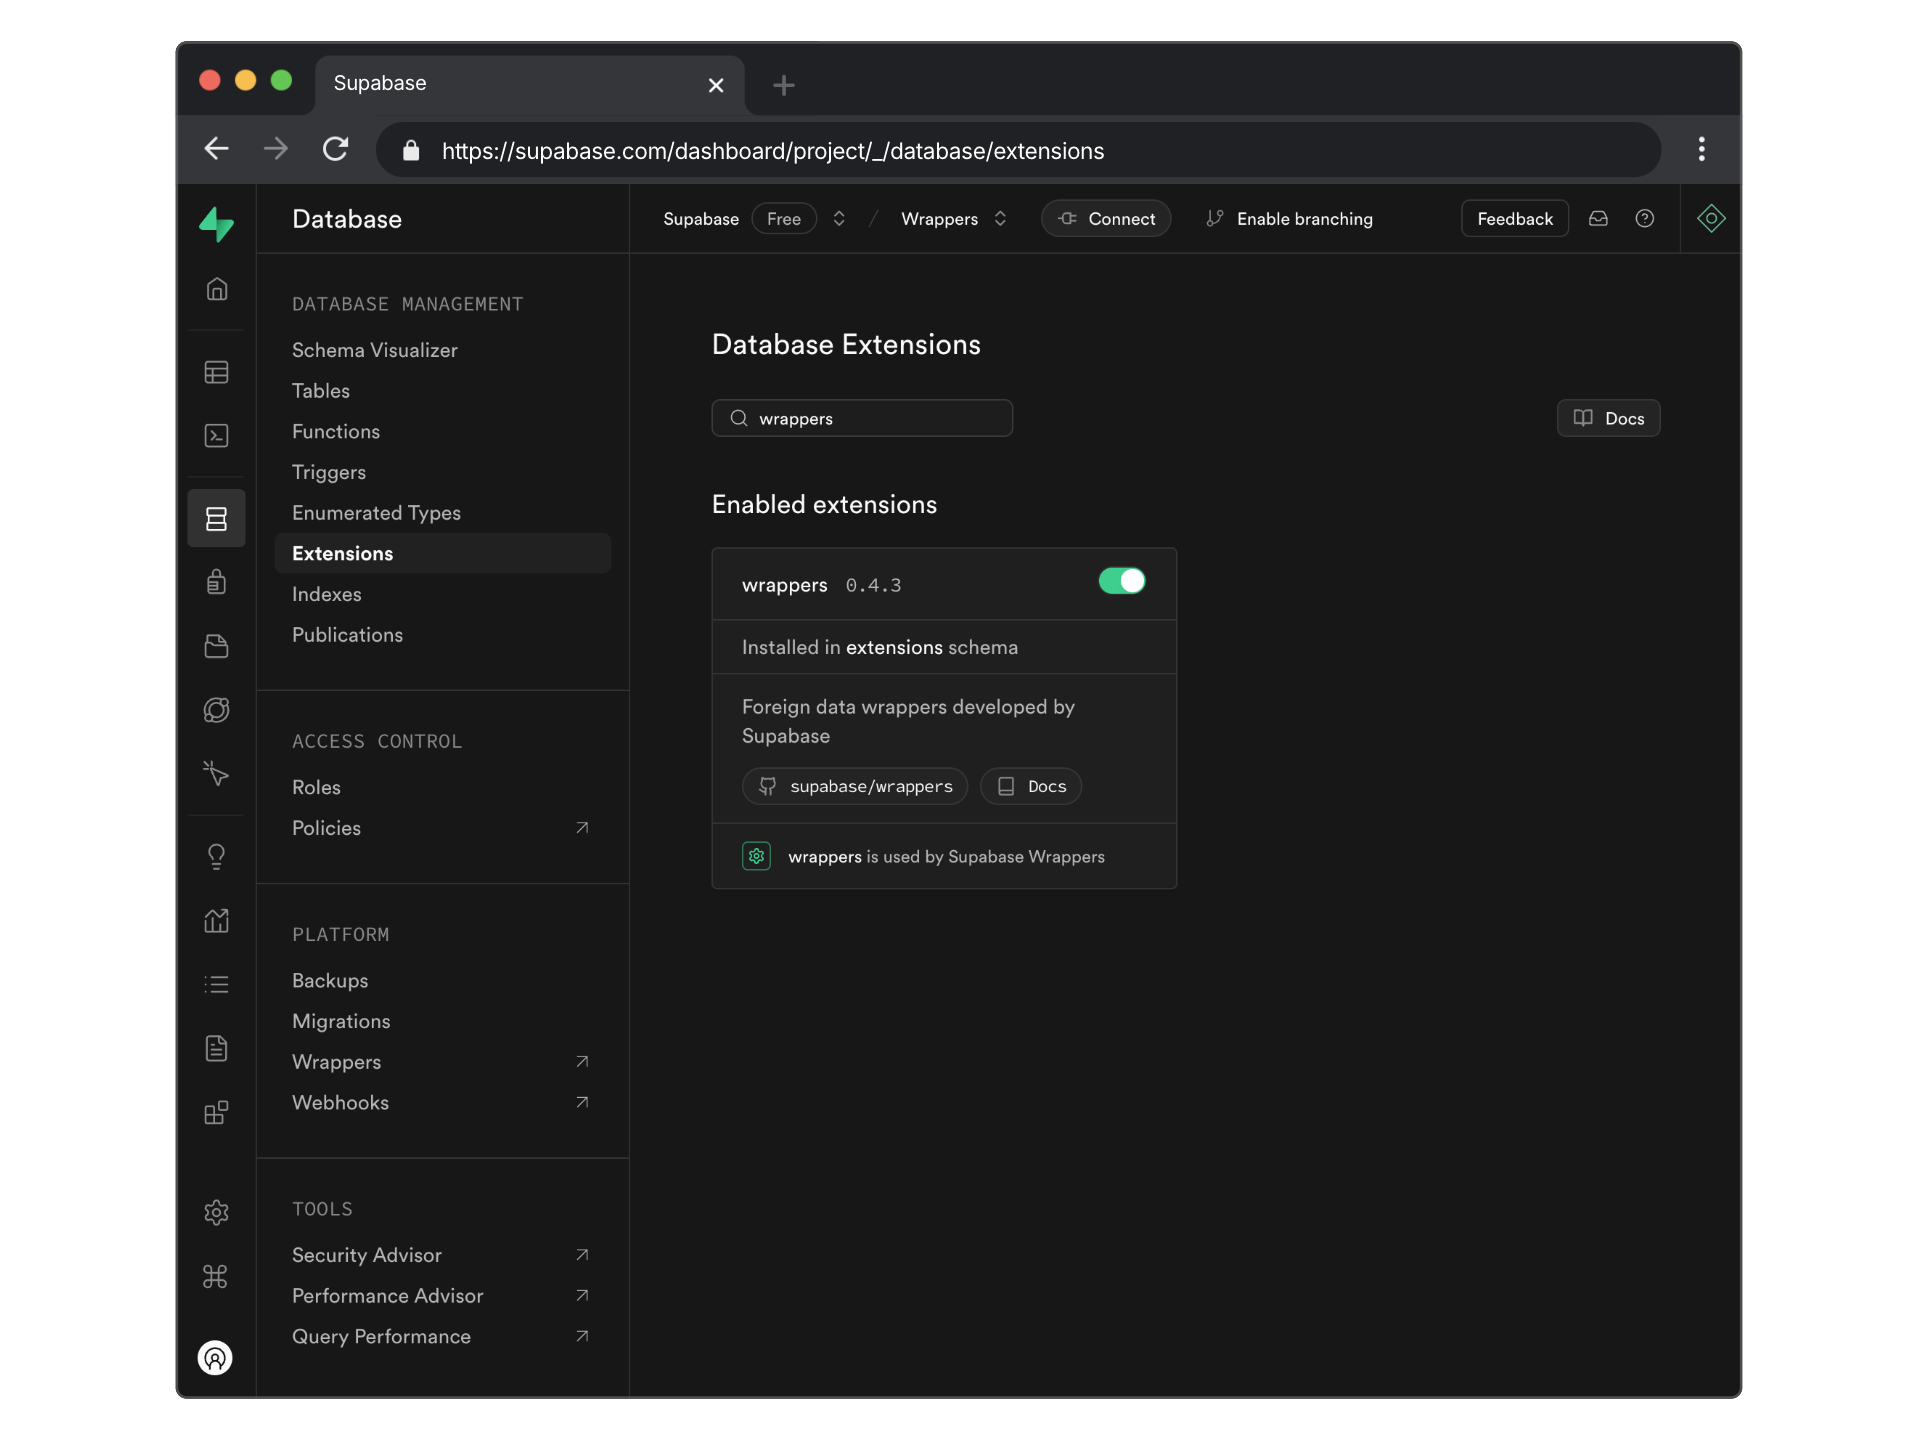 Supabase
https://supabase.com/dashboard/project/_/database/extensions
Database
Supabase Free / Wrappers Connect Enable branching Feedback
DATABASE MANAGEMENT
Schema Visualizer
Tables
Functions
Triggers
Enumerated Types
Extensions
Indexes
Publications
ACCESS CONTROL
Roles
Policies
PLATFORM
Backups
Migrations
Wrappers
Webhooks
TOOLS
Security Advisor
Performance Advisor
Query Performance
Database Extensions
wrappers
Docs
Enabled extensions
wrappers 0.4.3
Installed in extensions schema
Foreign data wrappers developed by
Supabase
supabase/wrappers Docs
wrappers is used by Supabase Wrappers